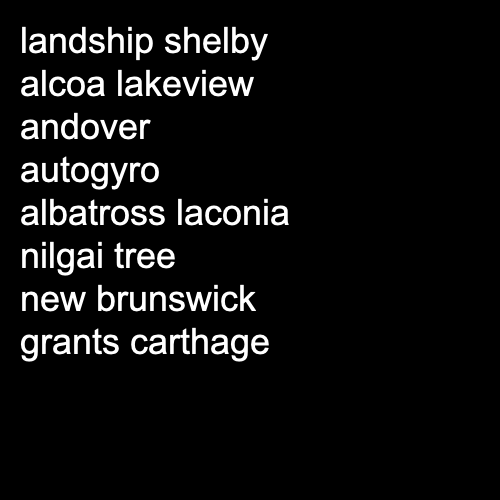 landship shelby
alcoa lakeview
andover
autogyro
albatross laconia
nilgai tree
new brunswick
grants carthage